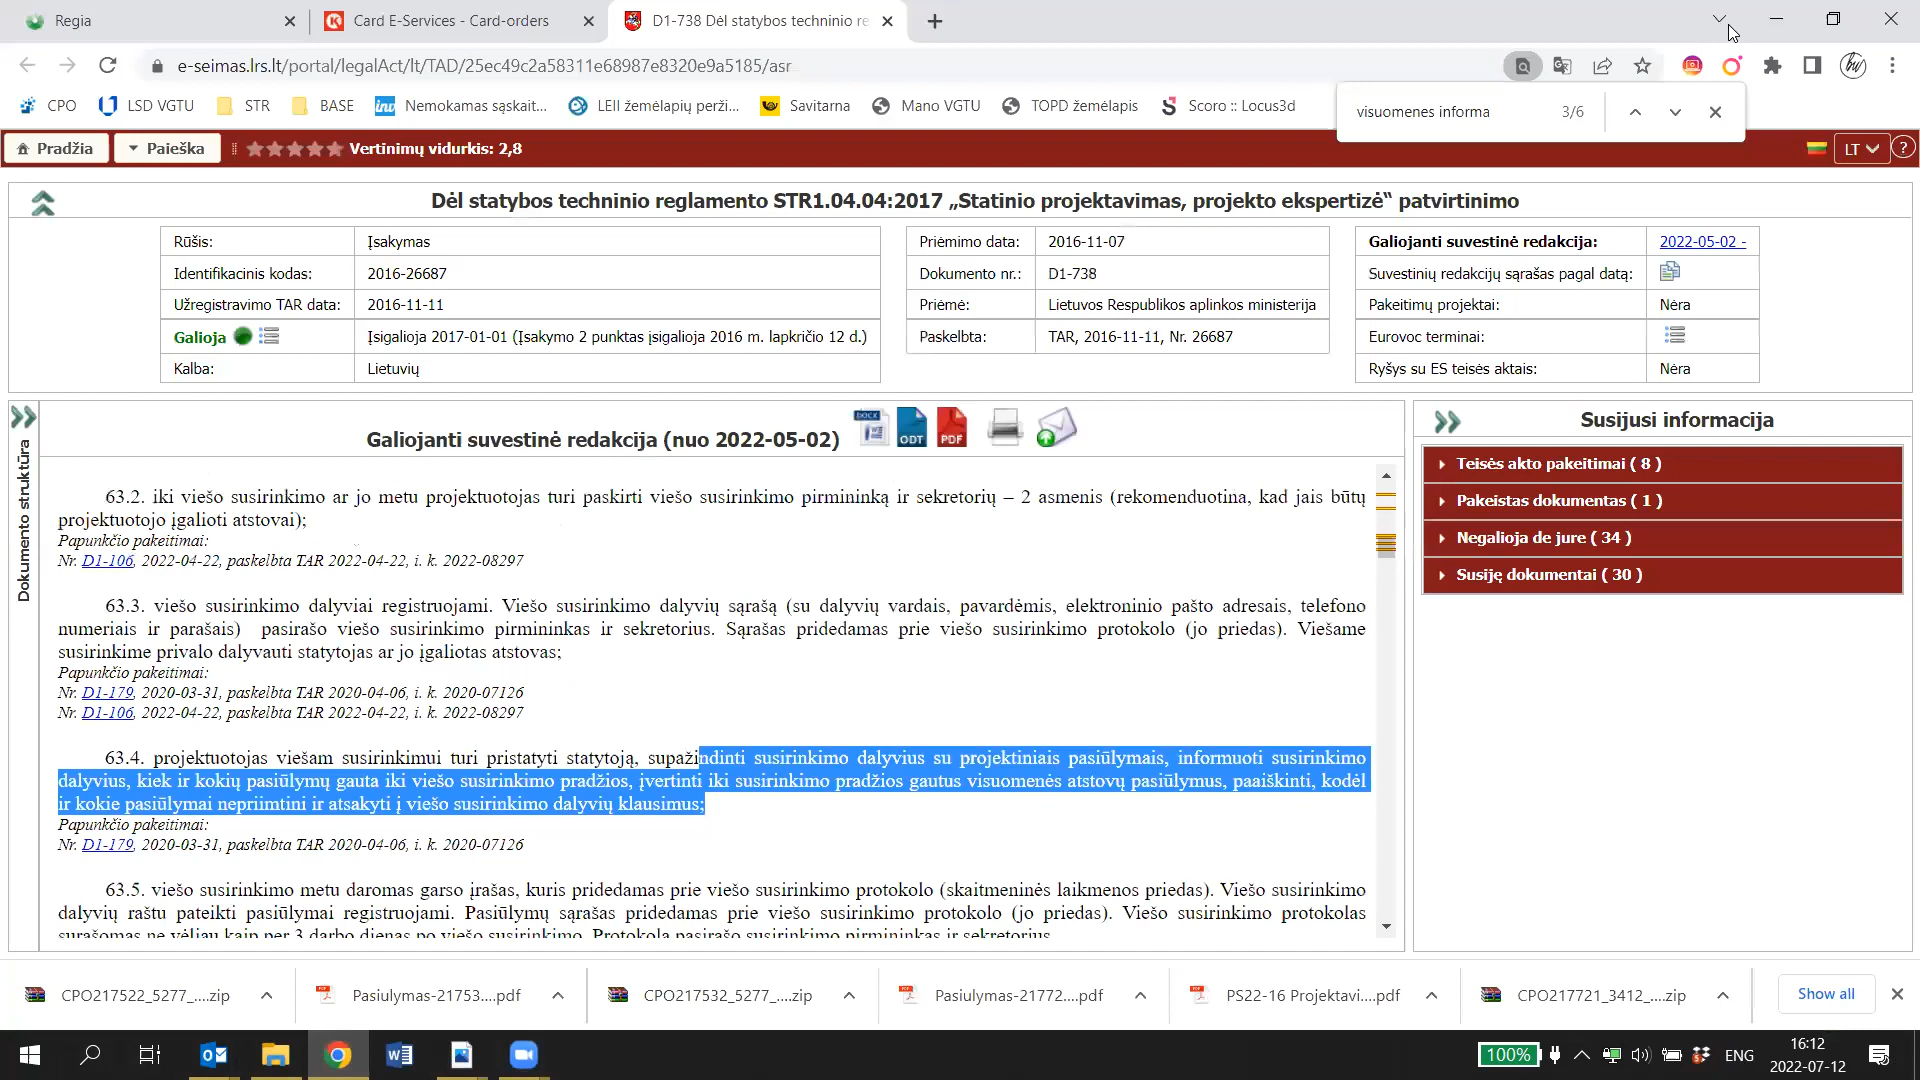 Regia
Card E-Services - Card-orders
D1-738 Dėl statybos techninio re
e-seimas.lrs.lt/portal/legalAct/lt/TAD/25ec49c2a58311e68987e8320e9a5185/asr
CPO
LSD VGTU
STR
BASE
Nemokamas sąskait...
LEII žemėlapių perži...
Savitarna
Mano VGTU
TOPD žemėlapis
Scoro :: Locus3d
visuomenes informa 3/6
Pradžia
Paieška
Vertinimų vidurkis: 2,8
LT
?
Dėl statybos techninio reglamento STR1.04.04:2017 „Statinio projektavimas, projekto ekspertizė“ patvirtinimo
Rūšis: Įsakymas
Identifikacinis kodas: 2016-26687
Užregistravimo TAR data: 2016-11-11
Galioja Įsigalioja 2017-01-01 (Įsakymo 2 punktas įsigalioja 2016 m. lapkričio 12 d.)
Kalba: Lietuvių
Priėmimo data: 2016-11-07
Dokumento nr.: D1-738
Priėmė: Lietuvos Respublikos aplinkos ministerija
Paskelbta: TAR, 2016-11-11, Nr. 26687
Galiojanti suvestinė redakcija: 2022-05-02 -
Suvestinių redakcijų sąrašas pagal datą:
Pakeitimų projektai: Nėra
Eurovoc terminai:
Ryšys su ES teisės aktais: Nėra
Dokumento struktūra
Galiojanti suvestinė redakcija (nuo 2022-05-02)
DOCX
ODT
PDF
63.2. iki viešo susirinkimo ar jo metu projektuotojas turi paskirti viešo susirinkimo pirmininką ir sekretorių – 2 asmenis (rekomenduotina, kad jais būtų
projektuotojo įgalioti atstovai);
Papunkčio pakeitimai:
Nr. D1-106, 2022-04-22, paskelbta TAR 2022-04-22, i. k. 2022-08297
63.3. viešo susirinkimo dalyviai registruojami. Viešo susirinkimo dalyvių sąrašą (su dalyvių vardais, pavardėmis, elektroninio pašto adresais, telefono
numeriais ir parašais) pasirašo viešo susirinkimo pirmininkas ir sekretorius. Sąrašas pridedamas prie viešo susirinkimo protokolo (jo priedas). Viešame
susirinkime privalo dalyvauti statytojas ar jo įgaliotas atstovas;
Papunkčio pakeitimai:
Nr. D1-179, 2020-03-31, paskelbta TAR 2020-04-06, i. k. 2020-07126
Nr. D1-106, 2022-04-22, paskelbta TAR 2022-04-22, i. k. 2022-08297
63.4. projektuotojas viešam susirinkimui turi pristatyti statytoją, supažindinti susirinkimo dalyvius su projektiniais pasiūlymais, informuoti susirinkimo
dalyvius, kiek ir kokių pasiūlymų gauta iki viešo susirinkimo pradžios, įvertinti iki susirinkimo pradžios gautus visuomenės atstovų pasiūlymus, paaiškinti, kodėl
ir kokie pasiūlymai nepriimtini ir atsakyti į viešo susirinkimo dalyvių klausimus;
Papunkčio pakeitimai:
Nr. D1-179, 2020-03-31, paskelbta TAR 2020-04-06, i. k. 2020-07126
63.5. viešo susirinkimo metu daromas garso įrašas, kuris pridedamas prie viešo susirinkimo protokolo (skaitmeninės laikmenos priedas). Viešo susirinkimo
dalyvių raštu pateikti pasiūlymai registruojami. Pasiūlymų sąrašas pridedamas prie viešo susirinkimo protokolo (jo priedas). Viešo susirinkimo protokolas
surašomas ne vėliau kaip per 3 darbo dienas po viešo susirinkimo. Protokolą pasirašo susirinkimo pirmininkas ir sekretorius.
Susijusi informacija
Teisės akto pakeitimai ( 8 )
Pakeistas dokumentas ( 1 )
Negalioja de jure ( 34 )
Susiję dokumentai ( 30 )
CPO217522_5277_....zip
Pasiulymas-21753....pdf
CPO217532_5277_....zip
Pasiulymas-21772....pdf
PS22-16 Projektavi....pdf
CPO217721_3412_....zip
Show all
100%
ENG
16:12
2022-07-12